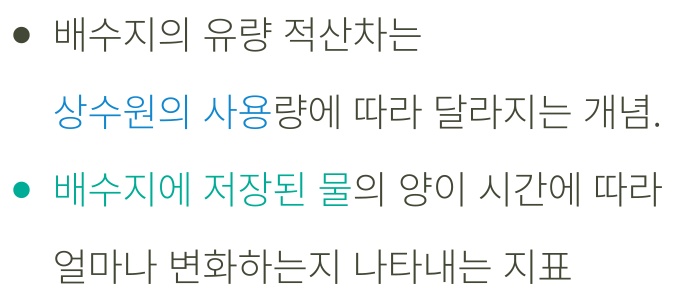 ● 배수지의 유량 적산차는
상수원의 사용량에 따라 달라지는 개념.
● 배수지에 저장된 물의 양이 시간에 따라
얼마나 변화하는지 나타내는 지표